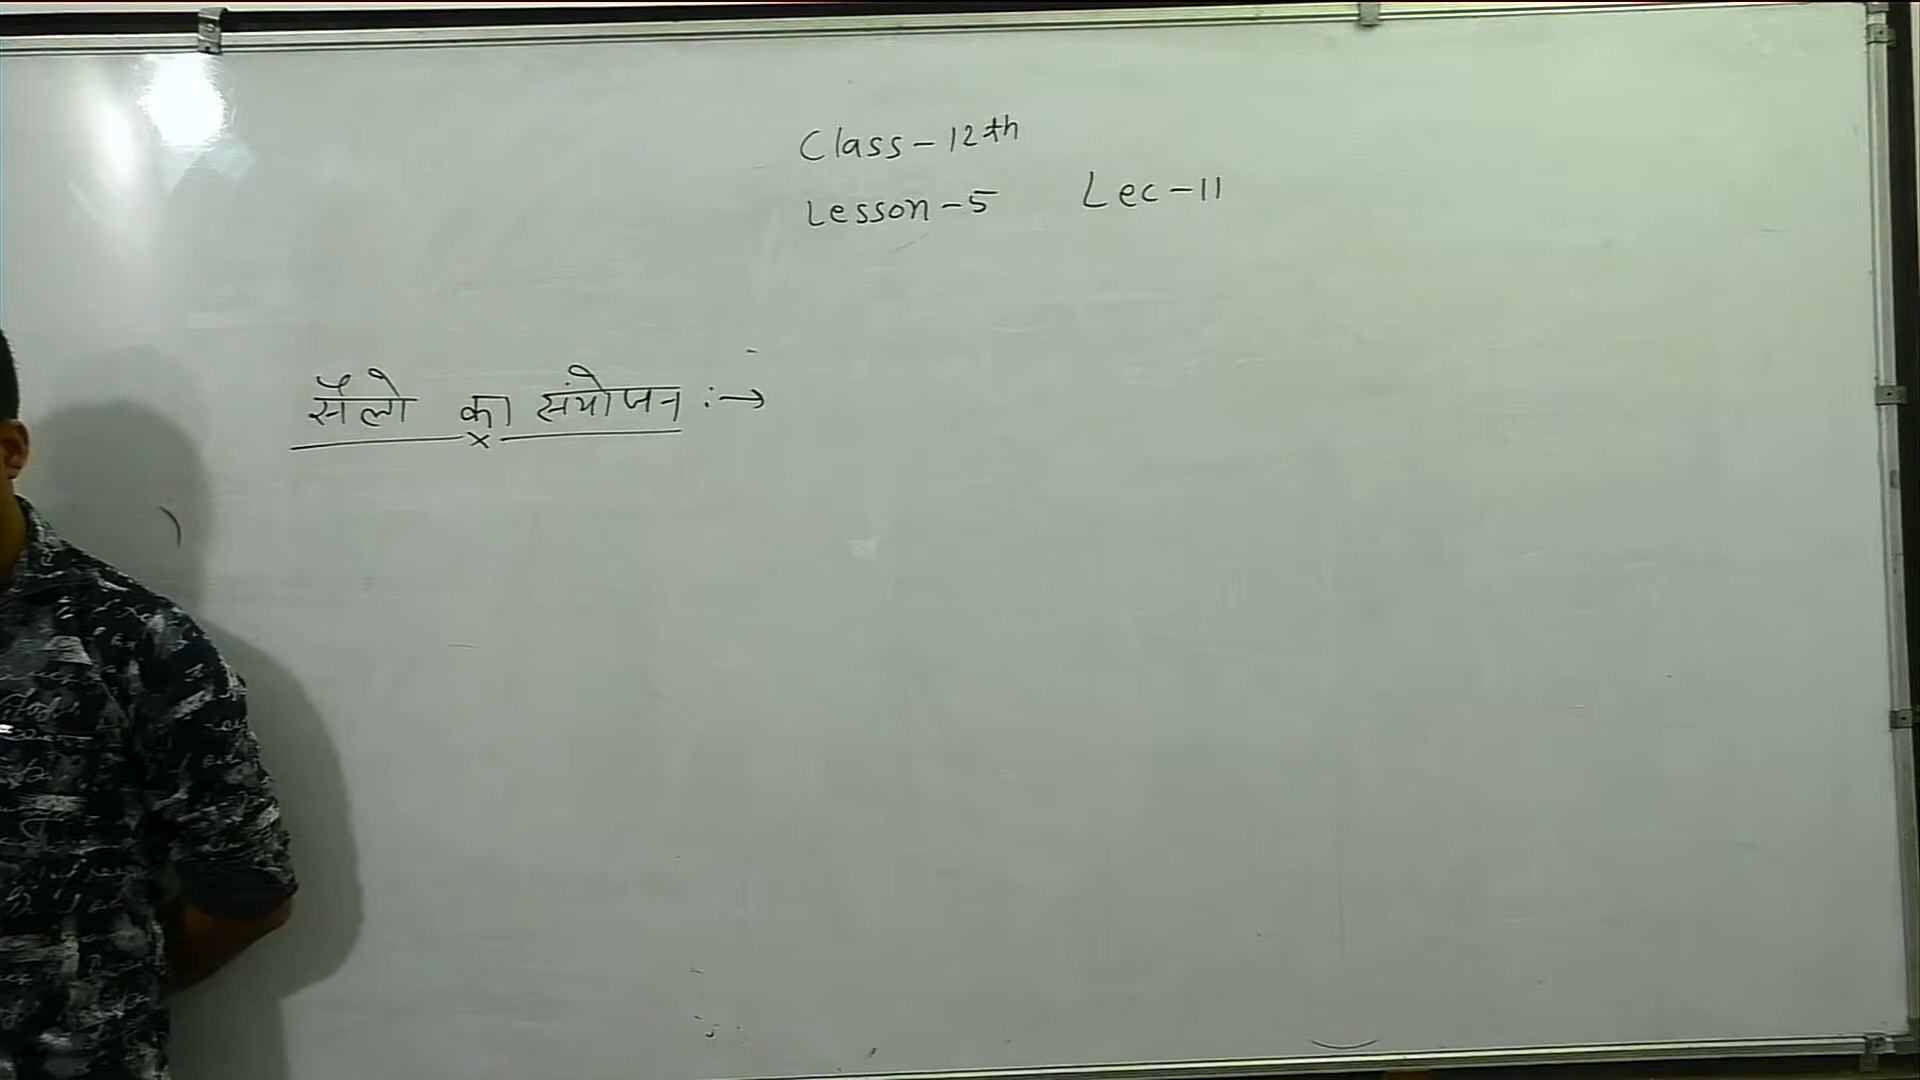 Class - 12th
Lesson - 5 Lec - 11
सैलो का संयोजन :→